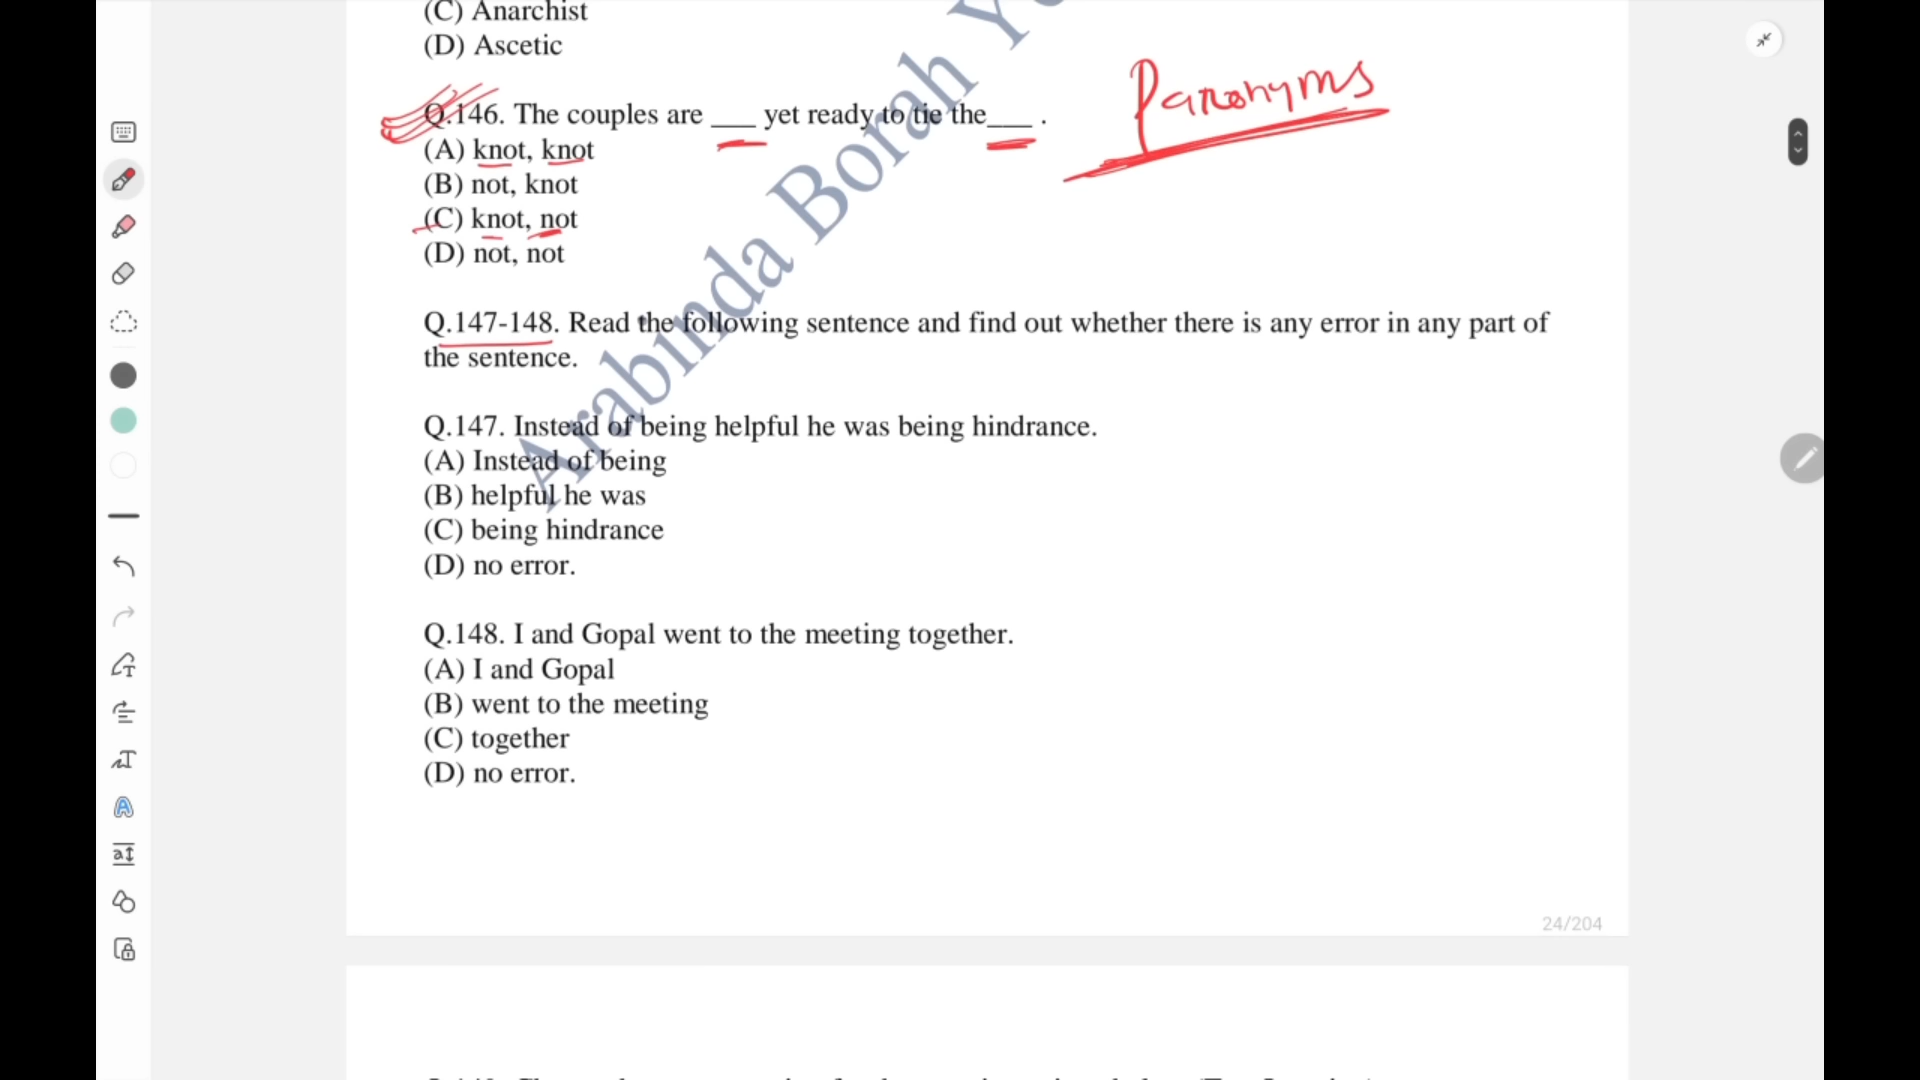 (C) Anarchist
(D) Ascetic
Paronyms
Q.146. The couples are ___ yet ready to tie the___ .
(A) knot, knot
(B) not, knot
(C) knot, not
(D) not, not
Arabinda Borah
Q.147-148. Read the following sentence and find out whether there is any error in any part of
the sentence.
Q.147. Instead of being helpful he was being hindrance.
(A) Instead of being
(B) helpful he was
(C) being hindrance
(D) no error.
Q.148. I and Gopal went to the meeting together.
(A) I and Gopal
(B) went to the meeting
(C) together
(D) no error.
24/204